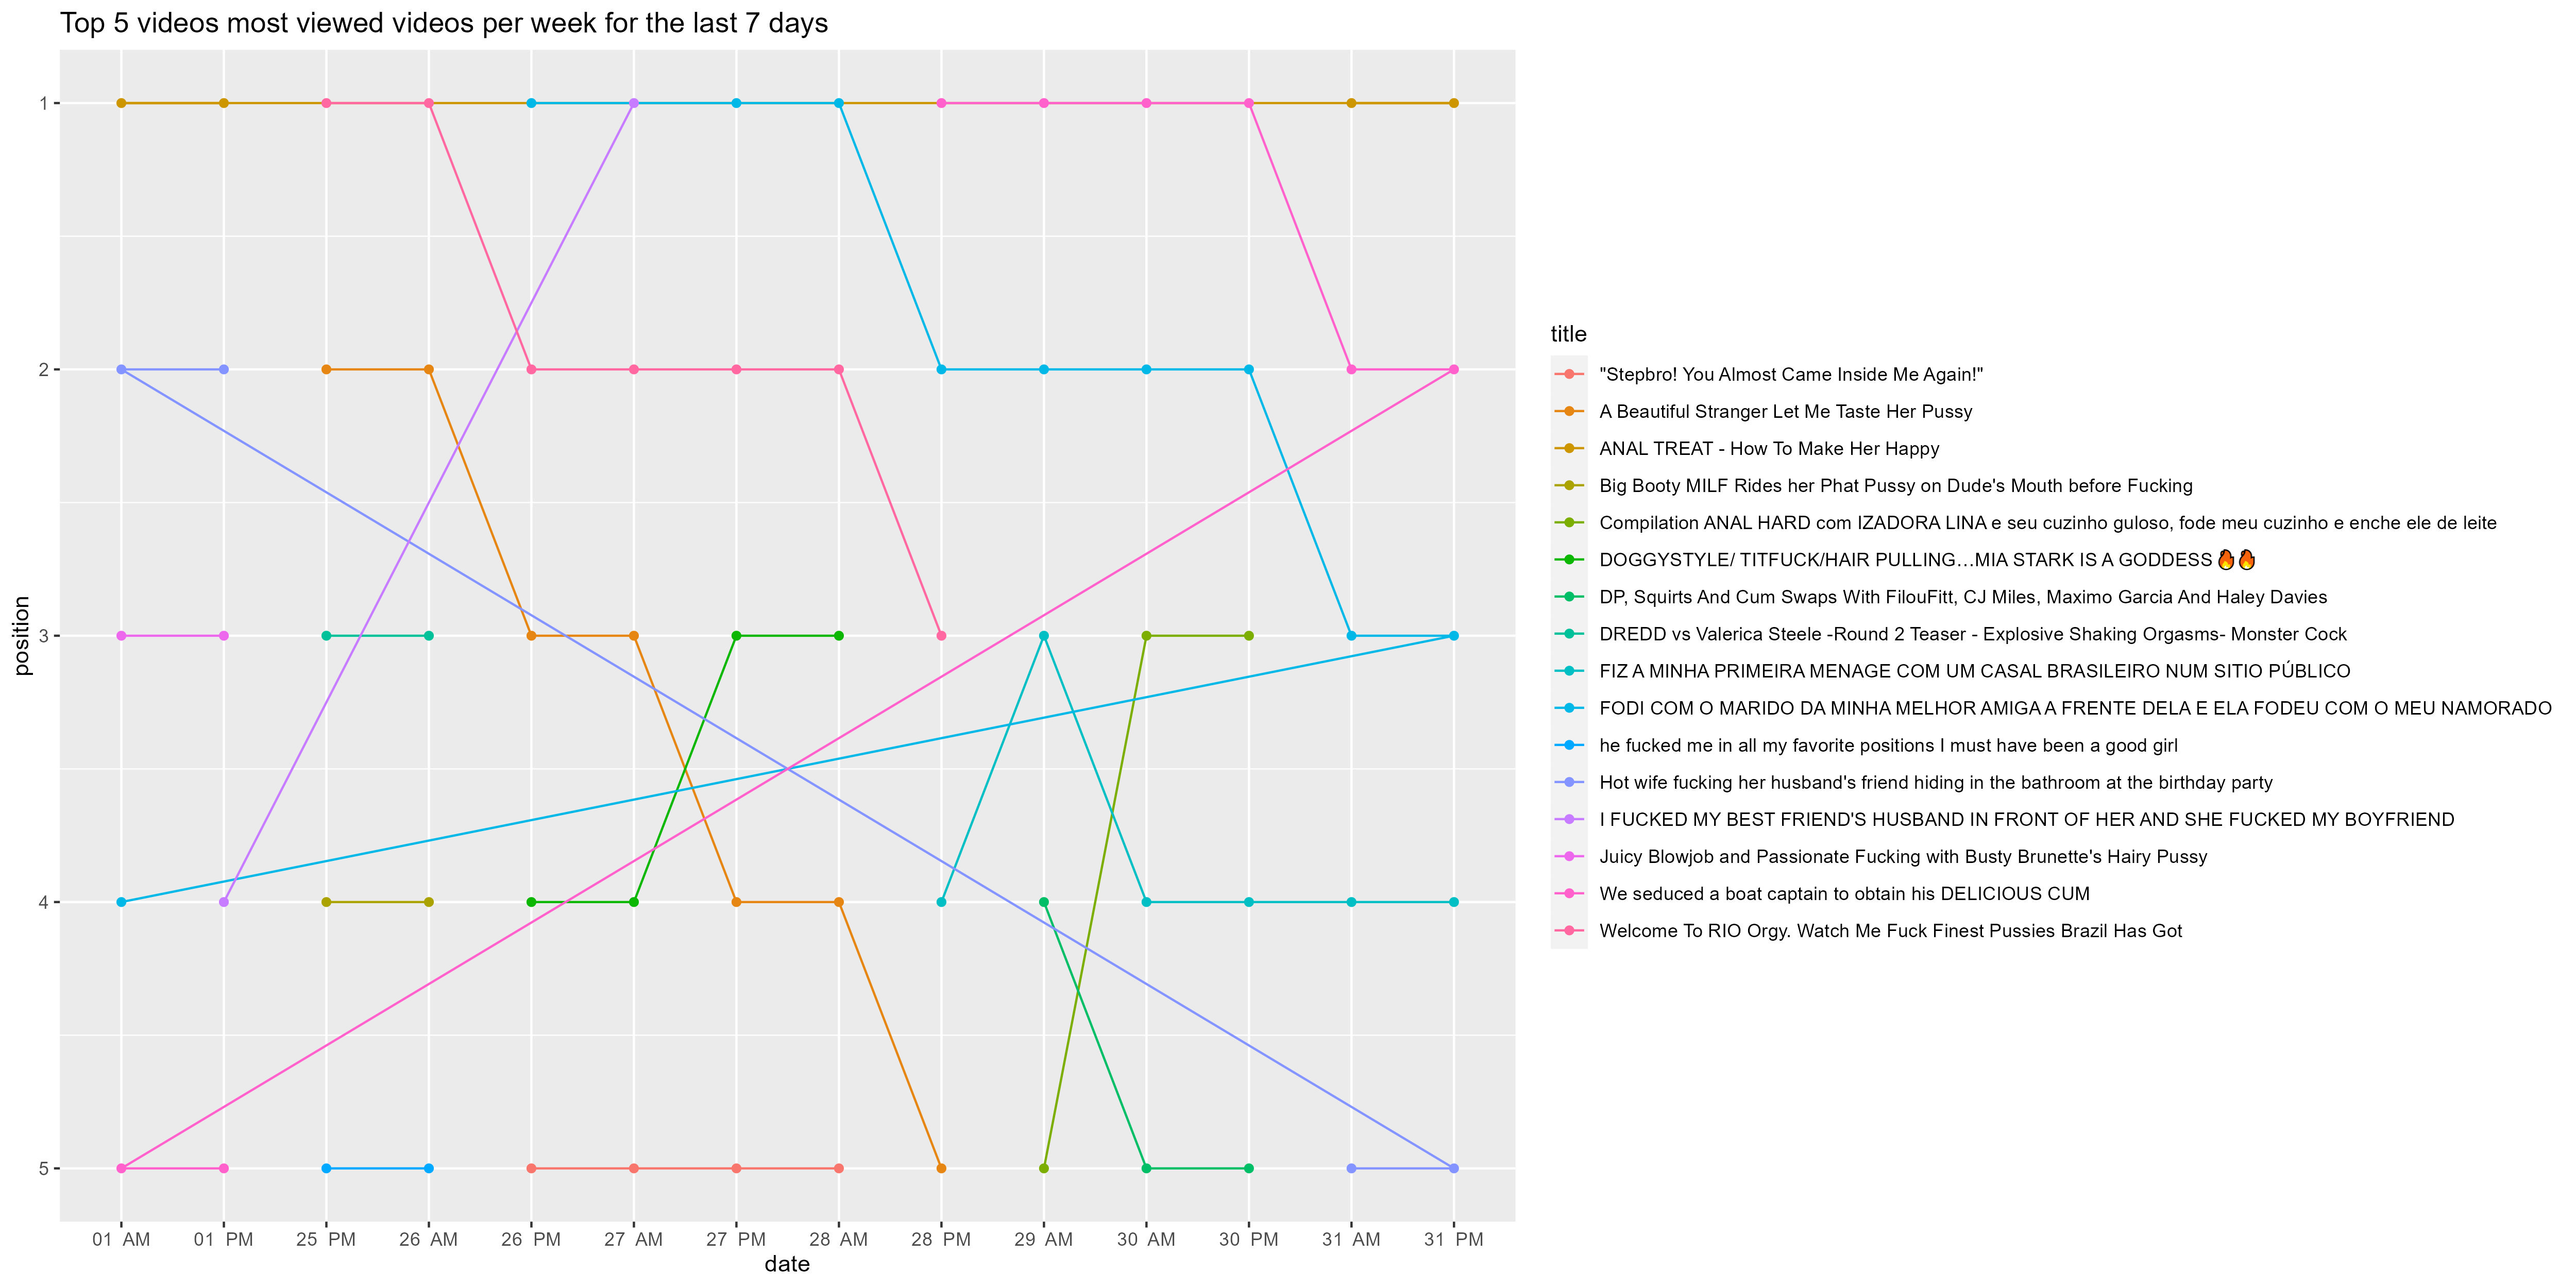 Top 5 videos most viewed videos per week for the last 7 days
position
1
2
3
4
5
01 AM 01 PM 25 PM 26 AM 26 PM 27 AM 27 PM 28 AM 28 PM 29 AM 30 AM 30 PM 31 AM 31 PM
date
title
"Stepbro! You Almost Came Inside Me Again!"
A Beautiful Stranger Let Me Taste Her Pussy
ANAL TREAT - How To Make Her Happy
Big Booty MILF Rides her Phat Pussy on Dude's Mouth before Fucking
Compilation ANAL HARD com IZADORA LINA e seu cuzinho guloso, fode meu cuzinho e enche ele de leite
DOGGYSTYLE/ TITFUCK/HAIR PULLING…MIA STARK IS A GODDESS 🔥🔥
DP, Squirts And Cum Swaps With FilouFitt, CJ Miles, Maximo Garcia And Haley Davies
DREDD vs Valerica Steele -Round 2 Teaser - Explosive Shaking Orgasms- Monster Cock
FIZ A MINHA PRIMEIRA MENAGE COM UM CASAL BRASILEIRO NUM SITIO PÚBLICO
FODI COM O MARIDO DA MINHA MELHOR AMIGA A FRENTE DELA E ELA FODEU COM O MEU NAMORADO
he fucked me in all my favorite positions I must have been a good girl
Hot wife fucking her husband's friend hiding in the bathroom at the birthday party
I FUCKED MY BEST FRIEND'S HUSBAND IN FRONT OF HER AND SHE FUCKED MY BOYFRIEND
Juicy Blowjob and Passionate Fucking with Busty Brunette's Hairy Pussy
We seduced a boat captain to obtain his DELICIOUS CUM
Welcome To RIO Orgy. Watch Me Fuck Finest Pussies Brazil Has Got